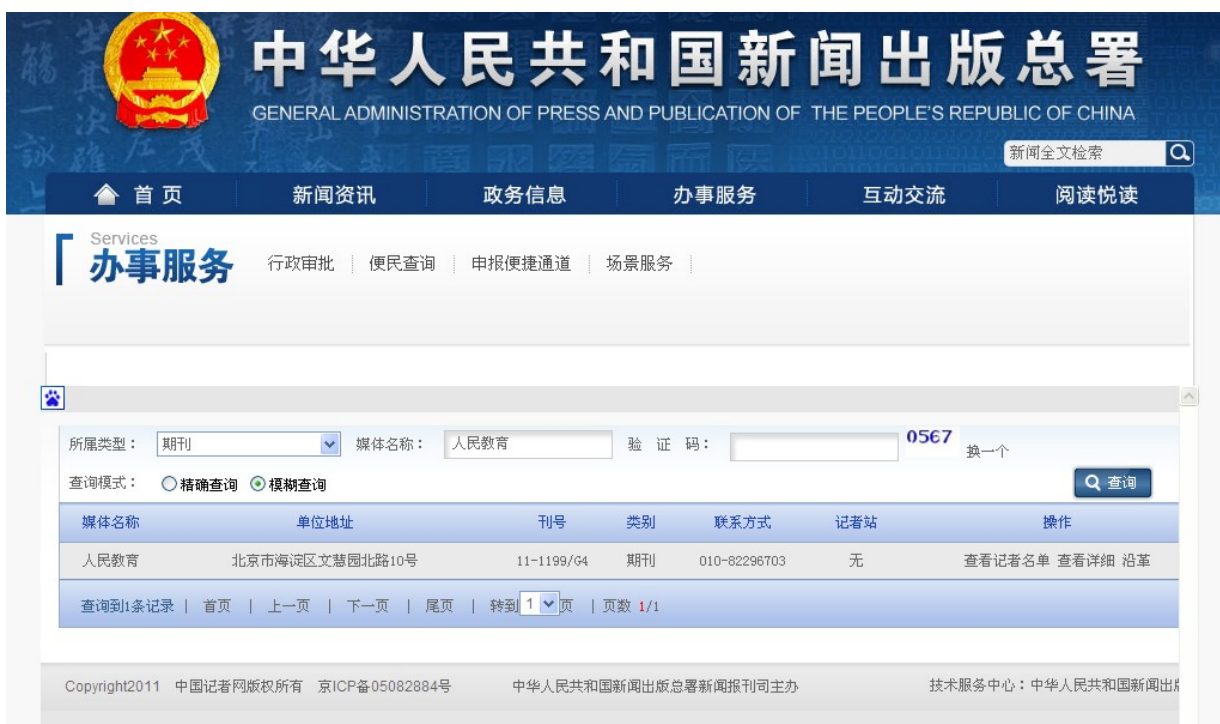 中华人民共和国新闻出版总署
GENERAL ADMINISTRATION OF PRESS AND PUBLICATION OF THE PEOPLE'S REPUBLIC OF CHINA
新闻全文检索
首页 新闻资讯 政务信息 办事服务 互动交流 阅读悦读
Services
办事服务 行政审批 便民查询 申报便捷通道 场景服务
所属类型： 期刊 媒体名称： 人民教育 验 证 码： 0567 换一个
查询模式： 精确查询 模糊查询 查询
媒体名称 单位地址 刊号 类别 联系方式 记者站 操作
人民教育 北京市海淀区文慧园北路10号 11-1199/G4 期刊 010-82296703 无 查看记者名单 查看详细 沿革
查询到1条记录 | 首页 | 上一页 | 下一页 | 尾页 | 转到 1 页 | 页数 1/1
Copyright2011 中国记者网版权所有 京ICP备05082884号 中华人民共和国新闻出版总署新闻报刊司主办 技术服务中心：中华人民共和国新闻出